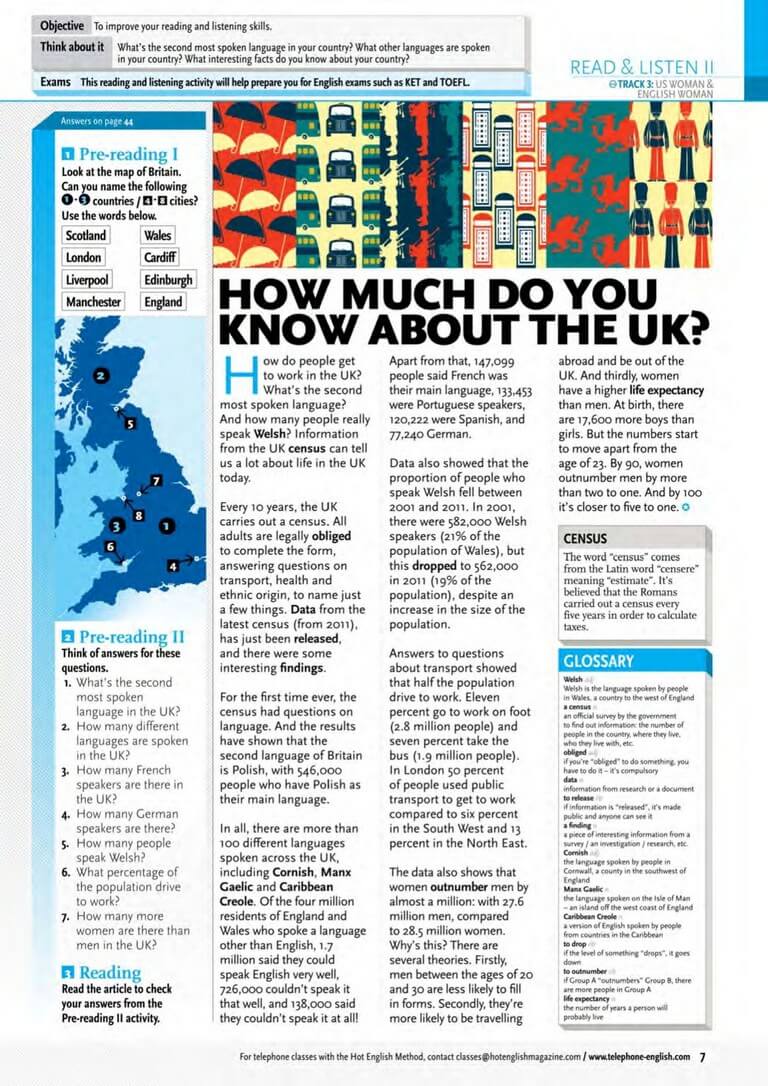 Objective To improve your reading and listening skills.
Think about it What's the second most spoken language in your country? What other languages are spoken
in your country? What interesting facts do you know about your country?
Exams This reading and listening activity will help prepare you for English exams such as KET and TOEFL.
READ & LISTEN II
TRACK 3: US WOMAN &
ENGLISH WOMAN
Answers on page 44
1 Pre-reading I
Look at the map of Britain.
Can you name the following
1-3 countries / 4-8 cities?
Use the words below.
Scotland Wales
London Cardiff
Liverpool Edinburgh
Manchester England
2
5
7
8
3
1
6
4
2 Pre-reading II
Think of answers for these
questions.
1. What's the second
most spoken
language in the UK?
2. How many different
languages are spoken
in the UK?
3. How many French
speakers are there in
the UK?
4. How many German
speakers are there?
5. How many people
speak Welsh?
6. What percentage of
the population drive
to work?
7. How many more
women are there than
men in the UK?
3 Reading
Read the article to check
your answers from the
Pre-reading II activity.
HOW MUCH DO YOU
KNOW ABOUT THE UK?
How do people get
to work in the UK?
What's the second
most spoken language?
And how many people really
speak Welsh? Information
from the UK census can tell
us a lot about life in the UK
today.
Every 10 years, the UK
carries out a census. All
adults are legally obliged
to complete the form,
answering questions on
transport, health and
ethnic origin, to name just
a few things. Data from the
latest census (from 2011),
has just been released,
and there were some
interesting findings.
For the first time ever, the
census had questions on
language. And the results
have shown that the
second language of Britain
is Polish, with 546,000
people who have Polish as
their main language.
In all, there are more than
100 different languages
spoken across the UK,
including Cornish, Manx
Gaelic and Caribbean
Creole. Of the four million
residents of England and
Wales who spoke a language
other than English, 1.7
million said they could
speak English very well,
726,000 couldn't speak it
that well, and 138,000 said
they couldn't speak it at all!
Apart from that, 147,099
people said French was
their main language, 133,453
were Portuguese speakers,
120,222 were Spanish, and
77,240 German.
Data also showed that the
proportion of people who
speak Welsh fell between
2001 and 2011. In 2001,
there were 582,000 Welsh
speakers (21% of the
population of Wales), but
this dropped to 562,000
in 2011 (19% of the
population), despite an
increase in the size of the
population.
Answers to questions
about transport showed
that half the population
drive to work. Eleven
percent go to work on foot
(2.8 million people) and
seven percent take the
bus (1.9 million people).
In London 50 percent
of people used public
transport to get to work
compared to six percent
in the South West and 13
percent in the North East.
The data also shows that
women outnumber men by
almost a million: with 27.6
million men, compared
to 28.5 million women.
Why's this? There are
several theories. Firstly,
men between the ages of 20
and 30 are less likely to fill
in forms. Secondly, they're
more likely to be travelling
abroad and be out of the
UK. And thirdly, women
have a higher life expectancy
than men. At birth, there
are 17,600 more boys than
girls. But the numbers start
to move apart from the
age of 23. By 90, women
outnumber men by more
than two to one. And by 100
it's closer to five to one.
CENSUS
The word “census” comes
from the Latin word “censere”
meaning “estimate”. It's
believed that the Romans
carried out a census every
five years in order to calculate
taxes.
GLOSSARY
Welsh adj
Welsh is the language spoken by people
in Wales, a country to the west of England
a census n
an official survey by the government
to find out information: the number of
people in the country, where they live,
who they live with, etc.
obliged adj
if you're “obliged” to do something, you
have to do it – it's compulsory
data n
information from research or a document
to release vb
if information is “released”, it's made
public and anyone can see it
a finding n
a piece of interesting information from a
survey / an investigation / research, etc.
Cornish adj
the language spoken by people in
Cornwall, a county in the southwest of
England
Manx Gaelic n
the language spoken on the Isle of Man
– an island off the west coast of England
Caribbean Creole n
a version of English spoken by people
from countries in the Caribbean
to drop vb
if the level of something “drops”, it goes
down
to outnumber vb
if Group A “outnumbers” Group B, there
are more people in Group A
life expectancy n
the number of years a person will
probably live
For telephone classes with the Hot English Method, contact classes@hotenglishmagazine.com / www.telephone-english.com 7